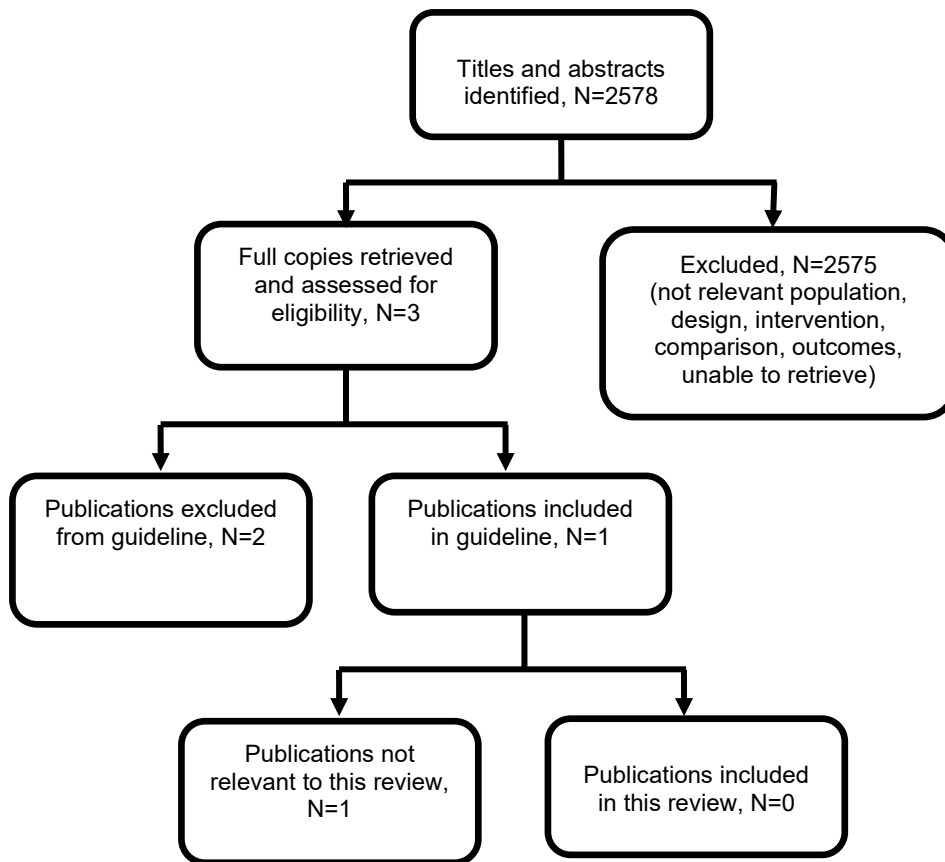 Titles and abstracts
identified, N=2578
Full copies retrieved
and assessed for
eligibility, N=3
Excluded, N=2575
(not relevant population,
design, intervention,
comparison, outcomes,
unable to retrieve)
Publications excluded
from guideline, N=2
Publications included
in guideline, N=1
Publications not
relevant to this review,
N=1
Publications included
in this review, N=0